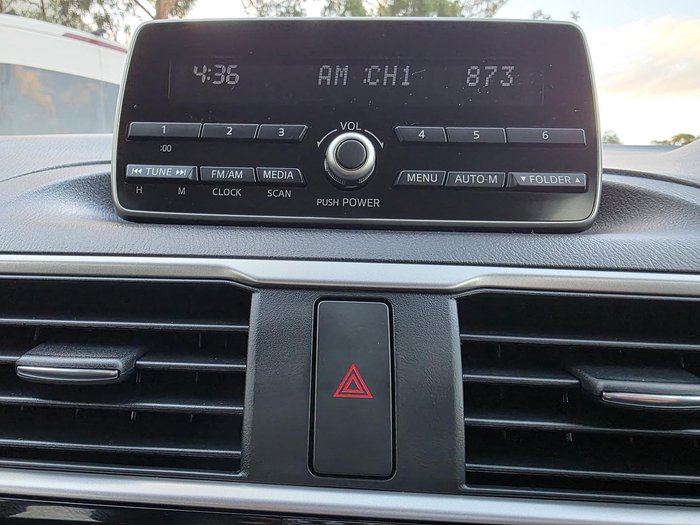 4:36 AM CH1 873
VOL
1 2 3 4 5 6
:00
TUNE FM/AM MEDIA MENU AUTO-M FOLDER
H M CLOCK SCAN
PUSH POWER